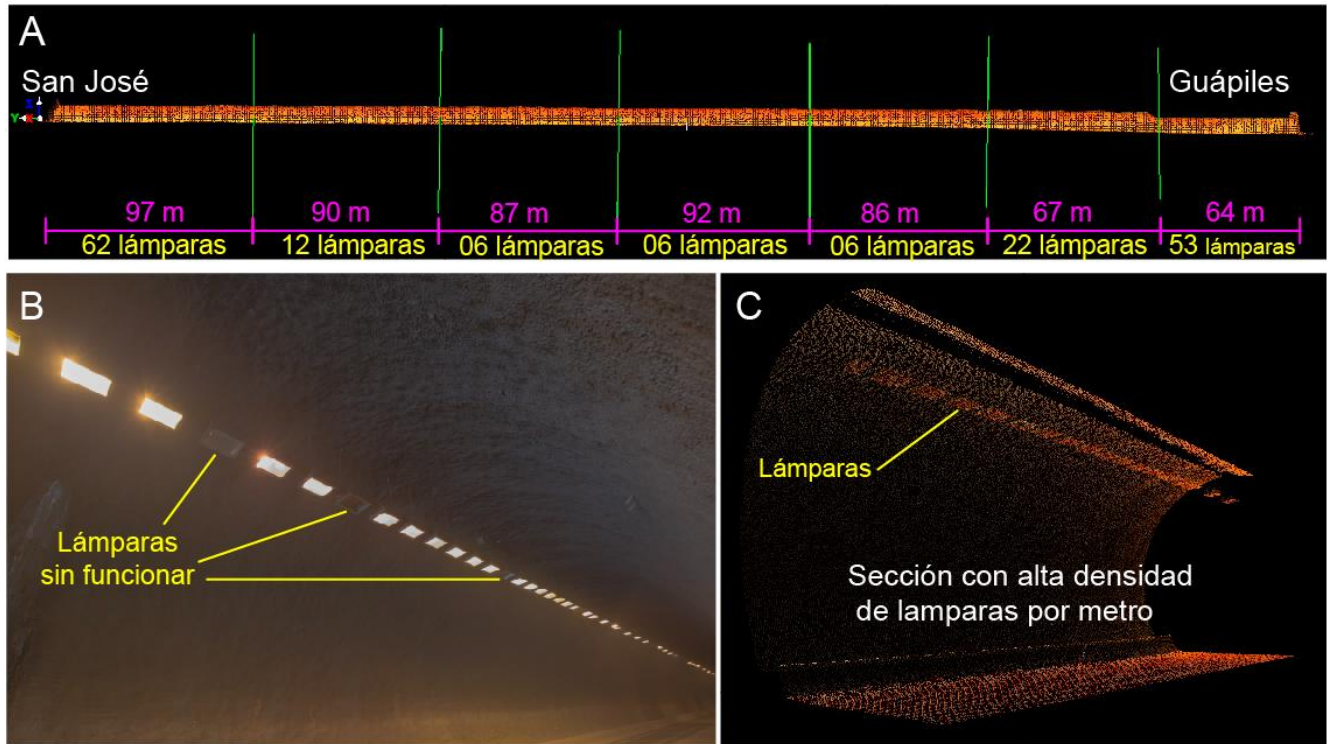 A
San José
Guápiles
Z
Y
X
97 m
90 m
87 m
92 m
86 m
67 m
64 m
62 lámparas
12 lámparas
06 lámparas
06 lámparas
06 lámparas
22 lámparas
53 lámparas
B
Lámparas
sin funcionar
C
Lámparas
Sección con alta densidad
de lamparas por metro